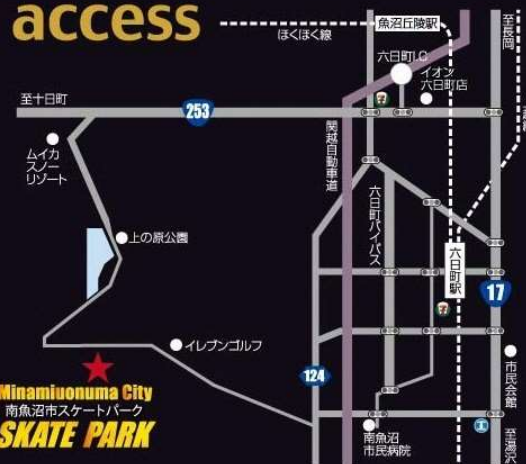 access
ほくほく線
魚沼丘陵駅
至長岡
六日町I.C
イオン
六日町店
至十日町
253
関越自動車道
ムイカ
スノー
リゾート
六日町バイパス
上の原公園
六日町駅
17
イレブンゴルフ
124
市民会館
Minamiuonuma City
南魚沼市スケートパーク
SKATE PARK
南魚沼
市民病院
至湯沢